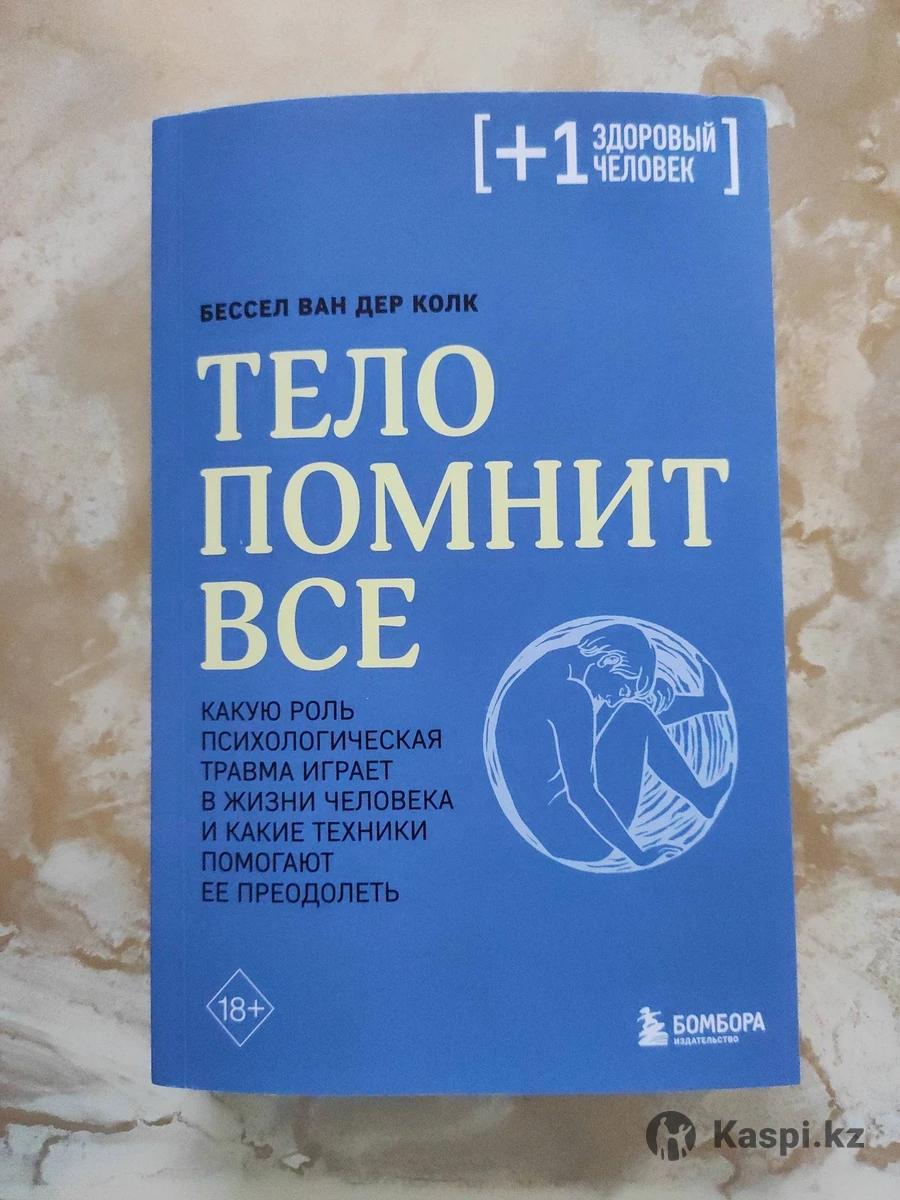 [+1 ЗДОРОВЫЙ
ЧЕЛОВЕК]
БЕССЕЛ ВАН ДЕР КОЛК
ТЕЛО
ПОМНИТ
ВСЕ
КАКУЮ РОЛЬ
ПСИХОЛОГИЧЕСКАЯ
ТРАВМА ИГРАЕТ
В ЖИЗНИ ЧЕЛОВЕКА
И КАКИЕ ТЕХНИКИ
ПОМОГАЮТ
ЕЕ ПРЕОДОЛЕТЬ
18+
БОМБОРА
ИЗДАТЕЛЬСТВО
Kaspi.kz